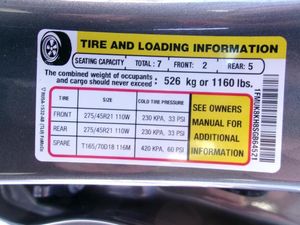 TIRE AND LOADING INFORMATION
SEATING CAPACITY TOTAL : 7 FRONT: 2 REAR: 5
The combined weight of occupants
and cargo should never exceed : 526 kg or 1160 lbs.
TIRE SIZE COLD TIRE PRESSURE
FRONT 275/45R21 110W 230 KPA, 33 PSI
REAR 275/45R21 110W 230 KPA, 33 PSI
SPARE T165/70D18 116M 420 KPA, 60 PSI
SEE OWNERS
MANUAL FOR
ADDITIONAL
INFORMATION